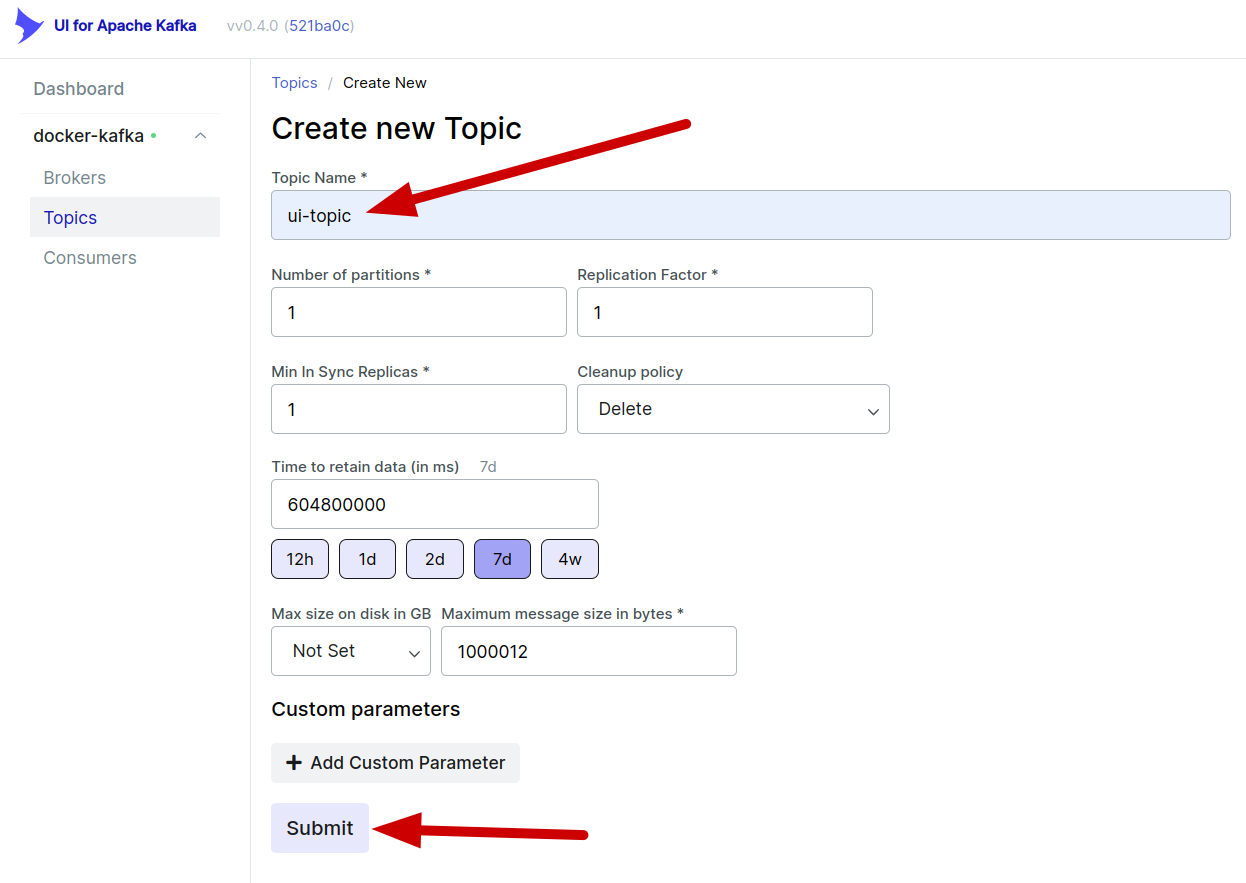 UI for Apache Kafka vv0.4.0 (521ba0c)
Dashboard
docker-kafka
Brokers
Topics
Consumers
Topics / Create New
Create new Topic
Topic Name *
ui-topic
Number of partitions * Replication Factor *
1 1
Min In Sync Replicas * Cleanup policy
1 Delete
Time to retain data (in ms) 7d
604800000
12h 1d 2d 7d 4w
Max size on disk in GB Maximum message size in bytes *
Not Set 1000012
Custom parameters
Add Custom Parameter
Submit